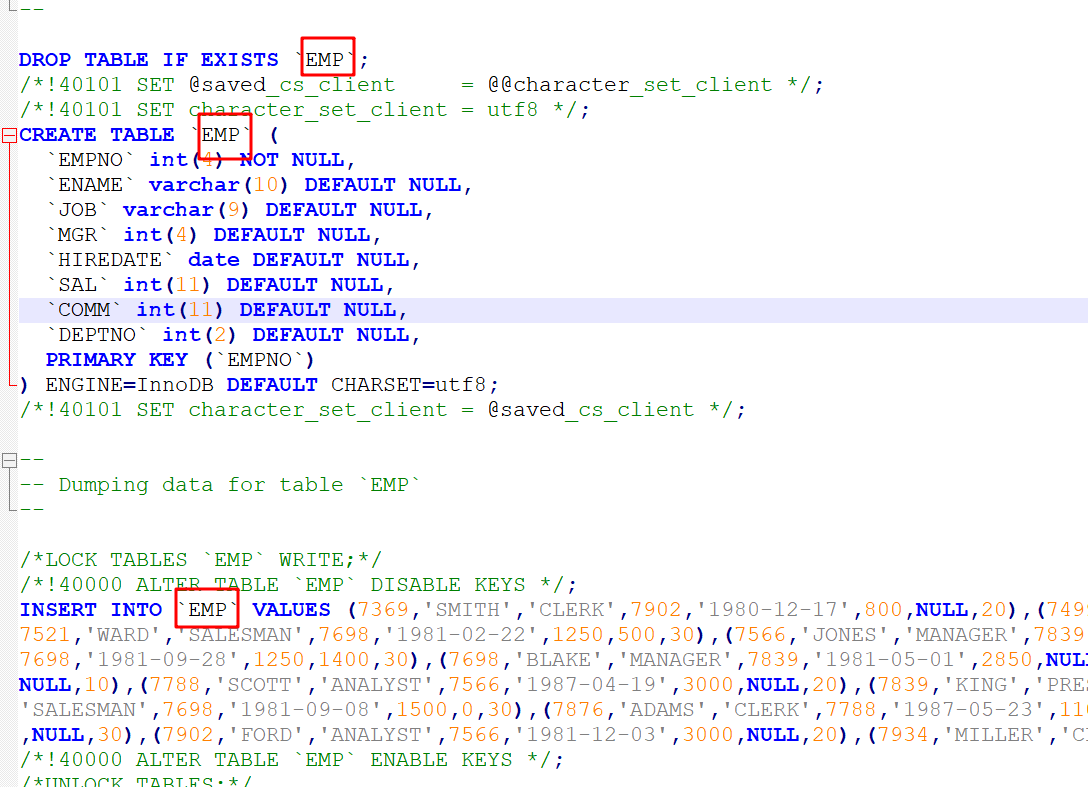 --
DROP TABLE IF EXISTS `EMP`;
/*!40101 SET @saved_cs_client     = @@character_set_client */;
/*!40101 SET character_set_client = utf8 */;
CREATE TABLE `EMP` (
  `EMPNO` int(4) NOT NULL,
  `ENAME` varchar(10) DEFAULT NULL,
  `JOB` varchar(9) DEFAULT NULL,
  `MGR` int(4) DEFAULT NULL,
  `HIREDATE` date DEFAULT NULL,
  `SAL` int(11) DEFAULT NULL,
  `COMM` int(11) DEFAULT NULL,
  `DEPTNO` int(2) DEFAULT NULL,
  PRIMARY KEY (`EMPNO`)
) ENGINE=InnoDB DEFAULT CHARSET=utf8;
/*!40101 SET character_set_client = @saved_cs_client */;
--
-- Dumping data for table `EMP`
--
/*LOCK TABLES `EMP` WRITE;*/
/*!40000 ALTER TABLE `EMP` DISABLE KEYS */;
INSERT INTO `EMP` VALUES (7369,'SMITH','CLERK',7902,'1980-12-17',800,NULL,20),(749
7521,'WARD','SALESMAN',7698,'1981-02-22',1250,500,30),(7566,'JONES','MANAGER',7839
7698,'1981-09-28',1250,1400,30),(7698,'BLAKE','MANAGER',7839,'1981-05-01',2850,NUL
NULL,10),(7788,'SCOTT','ANALYST',7566,'1987-04-19',3000,NULL,20),(7839,'KING','PRES
'SALESMAN',7698,'1981-09-08',1500,0,30),(7876,'ADAMS','CLERK',7788,'1987-05-23',110
,NULL,30),(7902,'FORD','ANALYST',7566,'1981-12-03',3000,NULL,20),(7934,'MILLER','C
/*!40000 ALTER TABLE `EMP` ENABLE KEYS */;
/*UNLOCK TABLES;*/